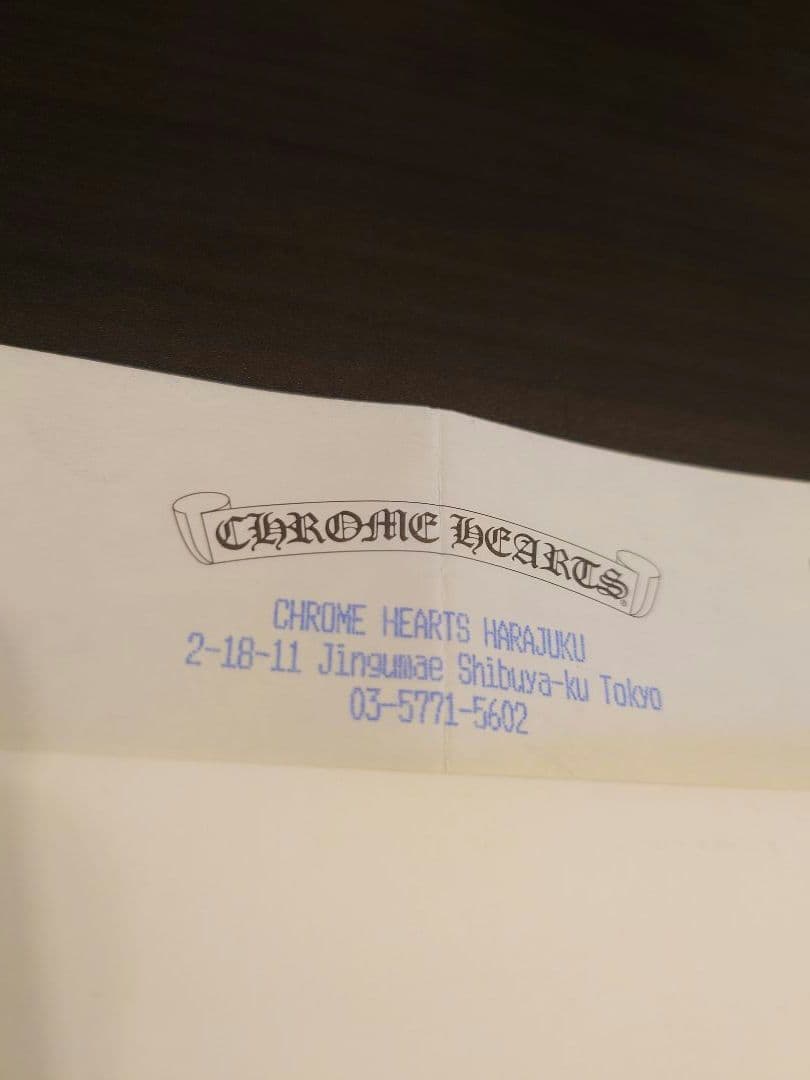 CHROME HEARTS®
CHROME HEARTS HARAJUKU
2-18-11 Jingumae Shibuya-ku Tokyo
03-5771-5602